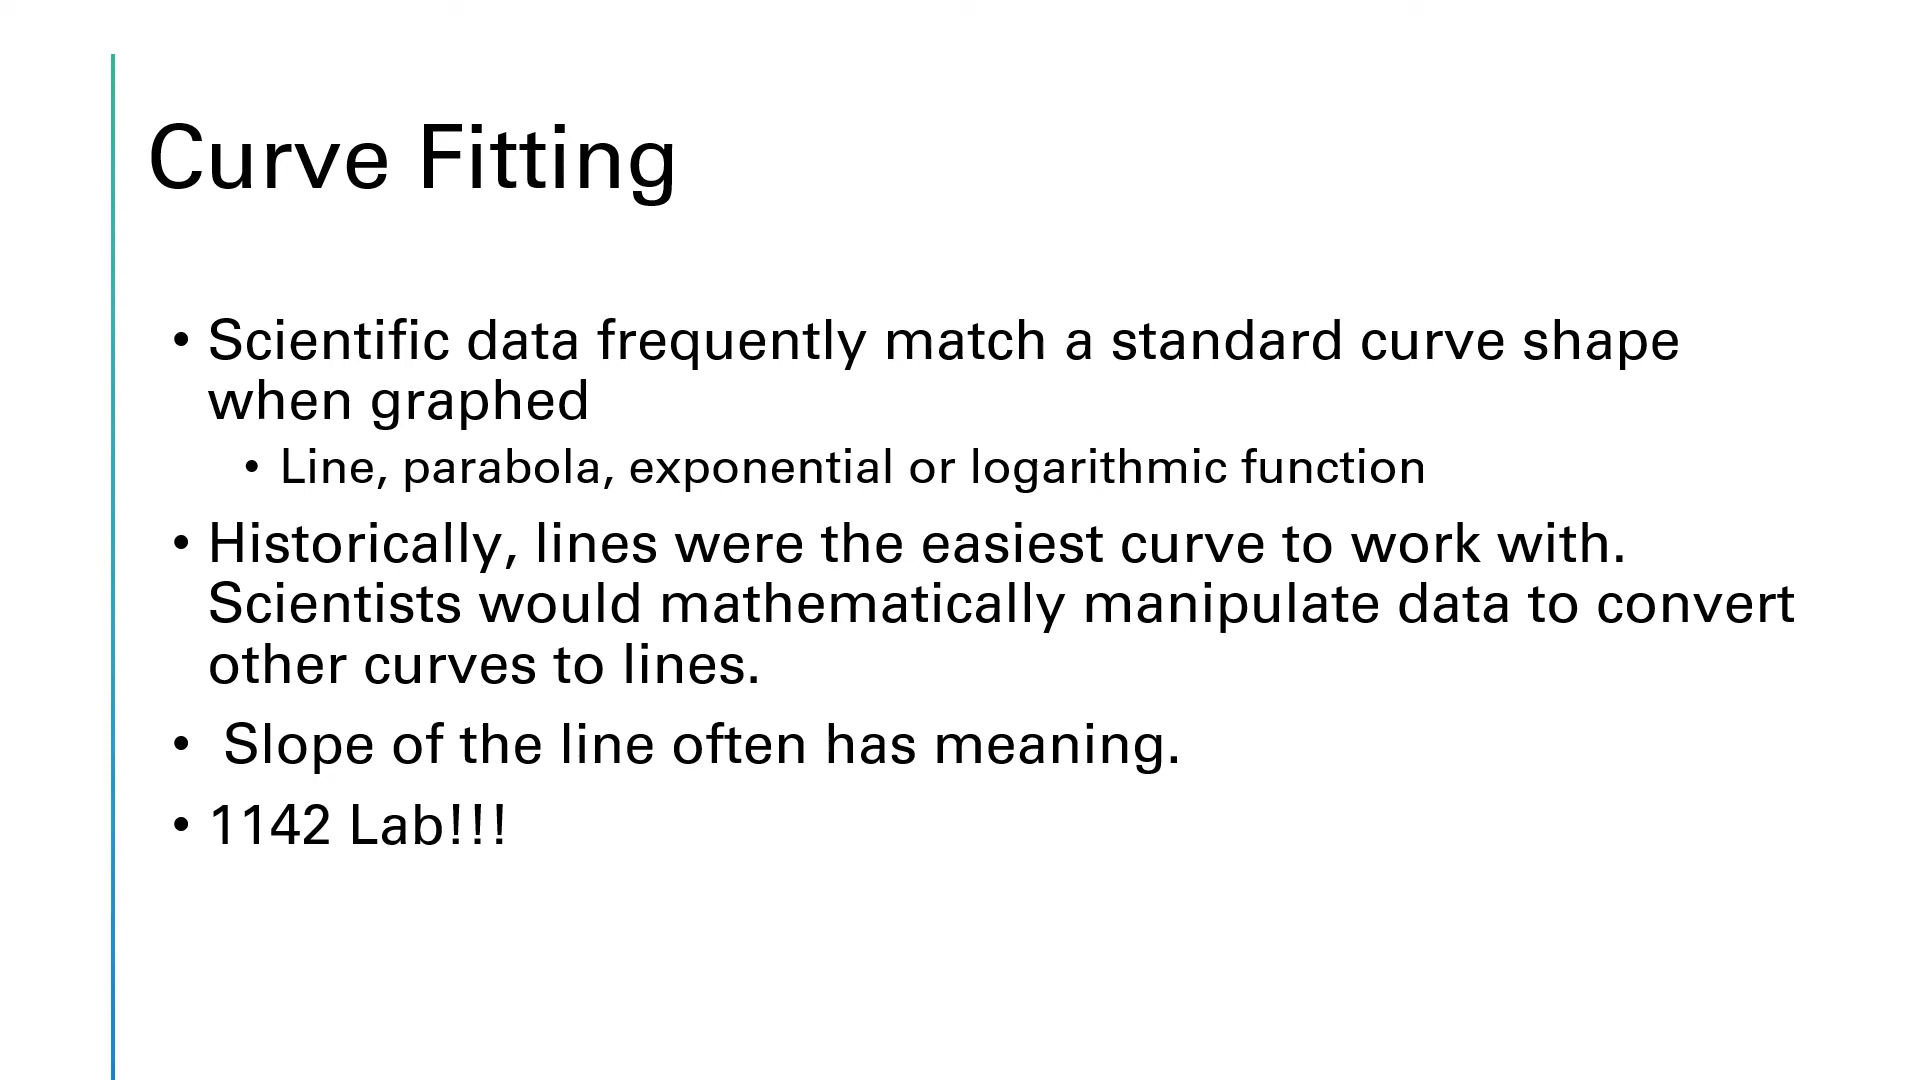 Curve Fitting
• Scientific data frequently match a standard curve shape
when graphed
• Line, parabola, exponential or logarithmic function
• Historically, lines were the easiest curve to work with.
Scientists would mathematically manipulate data to convert
other curves to lines.
• Slope of the line often has meaning.
• 1142 Lab!!!